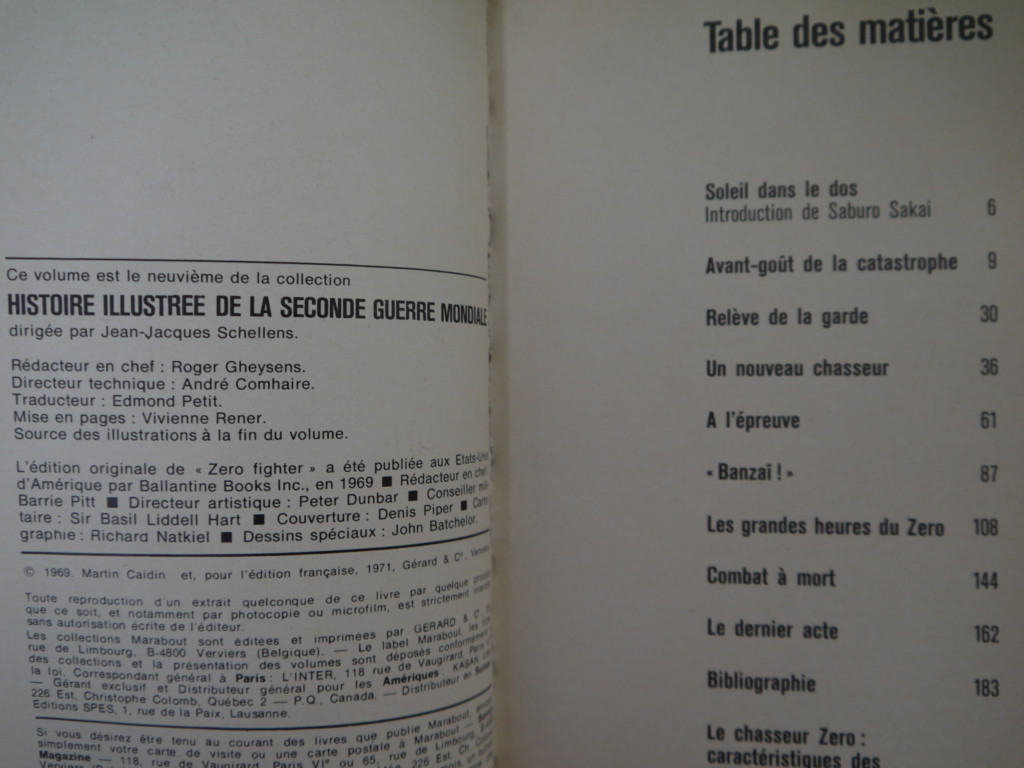 Ce volume est le neuvième de la collection
HISTOIRE ILLUSTREE DE LA SECONDE GUERRE MONDIALE
dirigée par Jean-Jacques Schellens.
Rédacteur en chef : Roger Gheysens.
Directeur technique : André Comhaire.
Traducteur : Edmond Petit.
Mise en pages : Vivienne Rener.
Source des illustrations à la fin du volume.
L'édition originale de « Zero fighter » a été publiée aux Etats-Unis
d'Amérique par Ballantine Books Inc., en 1969 ■ Rédacteur en chef
Barrie Pitt ■ Directeur artistique : Peter Dunbar ■ Conseiller mili-
taire : Sir Basil Liddell Hart ■ Couverture : Denis Piper ■ Carto
graphie : Richard Natkiel ■ Dessins spéciaux : John Batchelor.
© 1969. Martin Caidin et, pour l'édition française, 1971, Gérard & C°, Verviers
Toute reproduction d'un extrait quelconque de ce livre par quelque
que ce soit, et notamment par photocopie ou microfilm, est strictement
sans autorisation écrite de l'éditeur.
Les collections Marabout sont éditées et imprimées par GERARD & C°
rue de Limbourg, B-4800 Verviers (Belgique). — Le label Marabout, les
des collections et la présentation des volumes sont déposés conformément
la loi. Correspondant général à Paris : L'INTER, 118 rue de Vaugirard, Paris
— Gérant exclusif et Distributeur général pour les Amériques : KASAN
226 Est, Christophe Colomb, Québec 2 — P.Q., Canada. — Distributeur en
Editions SPES, 1, rue de la Paix, Lausanne.
Si vous désirez être tenu au courant des livres que publie Marabout,
simplement votre carte de visite ou une carte postale à Marabout —
Magazine — 118, rue de Vaugirard, Paris VIe ou 65, rue de Limbourg,
Table des matières
Soleil dans le dos
Introduction de Saburo Sakai 6
Avant-goût de la catastrophe 9
Relève de la garde 30
Un nouveau chasseur 36
A l'épreuve 61
« Banzaï ! » 87
Les grandes heures du Zero 108
Combat à mort 144
Le dernier acte 162
Bibliographie 183
Le chasseur Zero :
caractéristiques des